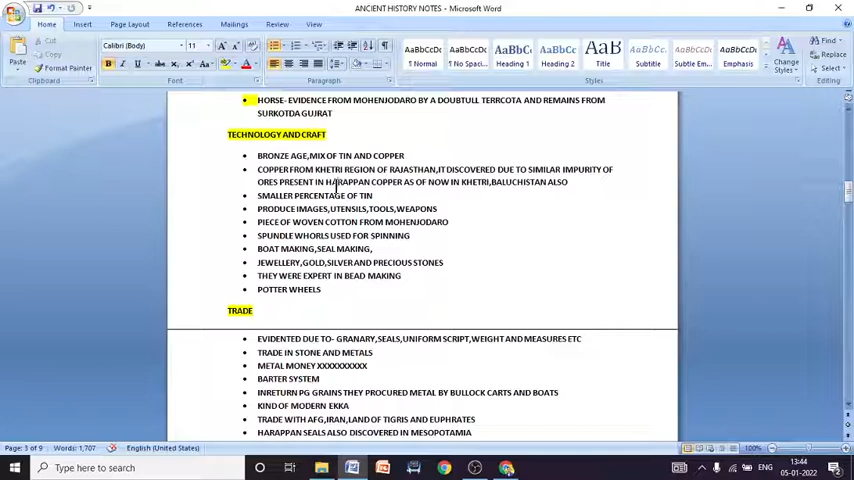 ANCIENT HISTORY NOTES - Microsoft Word
Home Insert Page Layout References Mailings Review View
Paste
Cut
Copy
Format Painter
Clipboard
Calibri (Body) 11
B I U
Font
Paragraph
AaBbCcDc AaBbCcDc AaBbCc AaBbCc AaB AaBbCc. AaBbCcDc AaBbCcDc
¶ Normal ¶ No Spaci... Heading 1 Heading 2 Title Subtitle Subtle Em... Emphasis
Change Styles
Styles
Find
Replace
Select
Editing
HORSE- EVIDENCE FROM MOHENJODARO BY A DOUBTULL TERRCOTA AND REMAINS FROM
SURKOTDA GUJRAT
TECHNOLOGY AND CRAFT
BRONZE AGE,MIX OF TIN AND COPPER
COPPER FROM KHETRI REGION OF RAJASTHAN,IT DISCOVERED DUE TO SIMILAR IMPURITY OF
ORES PRESENT IN HARAPPAN COPPER AS OF NOW IN KHETRI,BALUCHISTAN ALSO
SMALLER PERCENTAGE OF TIN
PRODUCE IMAGES,UTENSILS,TOOLS,WEAPONS
PIECE OF WOVEN COTTON FROM MOHENJODARO
SPUNDLE WHORLS USED FOR SPINNING
BOAT MAKING,SEAL MAKING,
JEWELLERY,GOLD,SILVER AND PRECIOUS STONES
THEY WERE EXPERT IN BEAD MAKING
POTTER WHEELS
TRADE
EVIDENTED DUE TO- GRANARY,SEALS,UNIFORM SCRIPT,WEIGHT AND MEASURES ETC
TRADE IN STONE AND METALS
METAL MONEY XXXXXXXXXX
BARTER SYSTEM
INRETURN PG GRAINS THEY PROCURED METAL BY BULLOCK CARTS AND BOATS
KIND OF MODERN EKKA
TRADE WITH AFG,IRAN,LAND OF TIGRIS AND EUPHRATES
HARAPPAN SEALS ALSO DISCOVERED IN MESOPOTAMIA
Page: 3 of 9 Words: 1,707 English (United States) 100%
Type here to search
ENG
13:44
05-01-2022
2